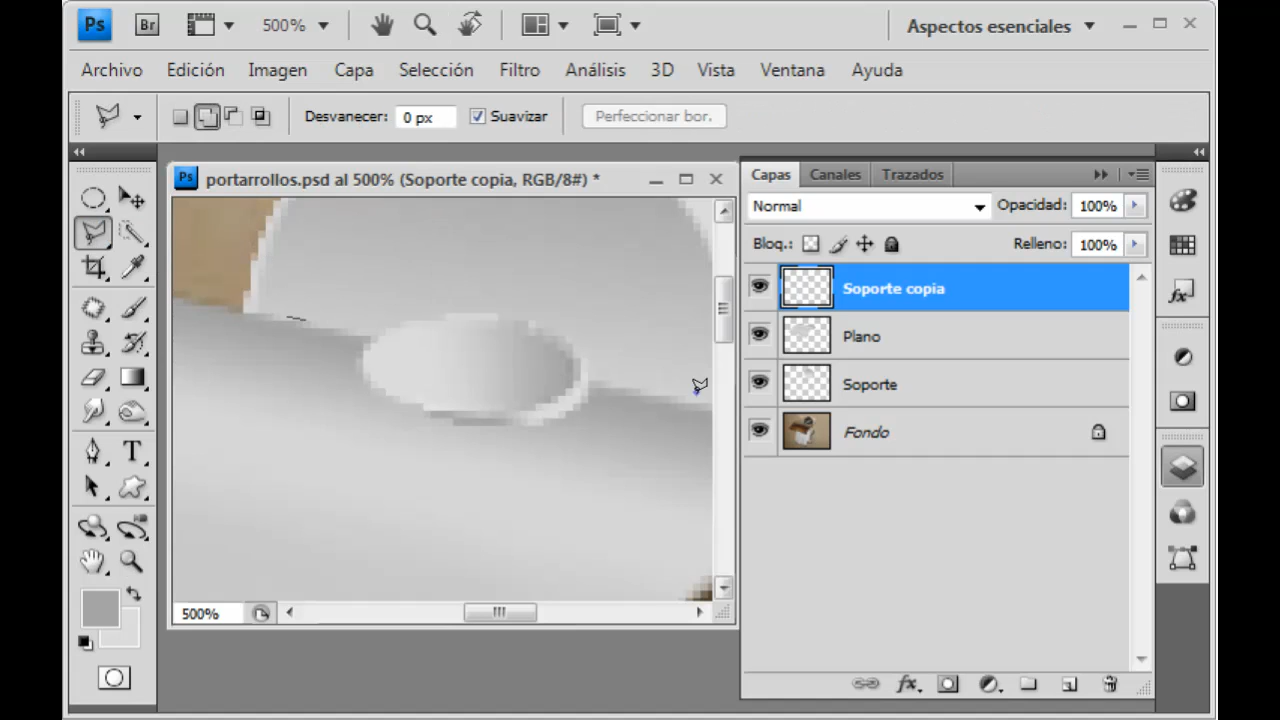 Ps Br 500% Aspectos esenciales
Archivo Edición Imagen Capa Selección Filtro Análisis 3D Vista Ventana Ayuda
Desvanecer: 0 px Suavizar Perfeccionar bor.
Ps portarrollos.psd al 500% (Soporte copia, RGB/8#) *
Capas Canales Trazados
Normal Opacidad: 100%
Bloq.: Relleno: 100%
Soporte copia
Plano
Soporte
Fondo
T
fx
500%
fx